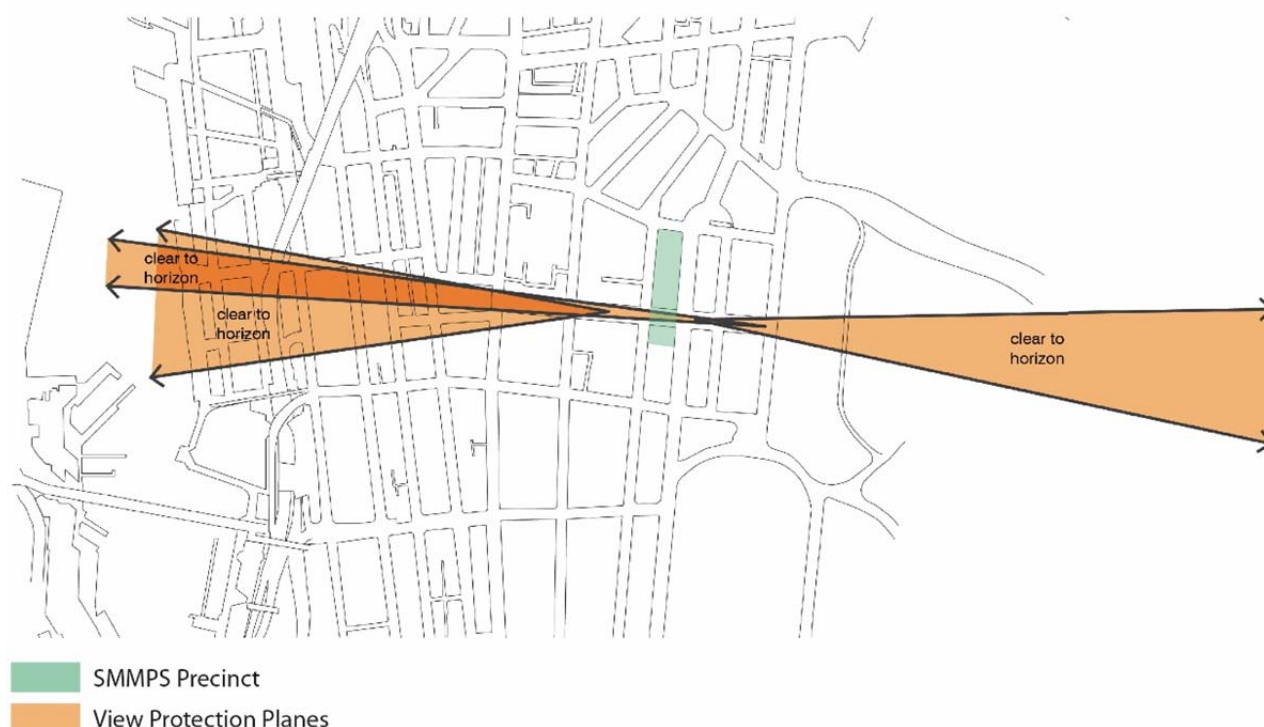 clear to
horizon
clear to
horizon
clear to
horizon
SMMPS Precinct
View Protection Planes